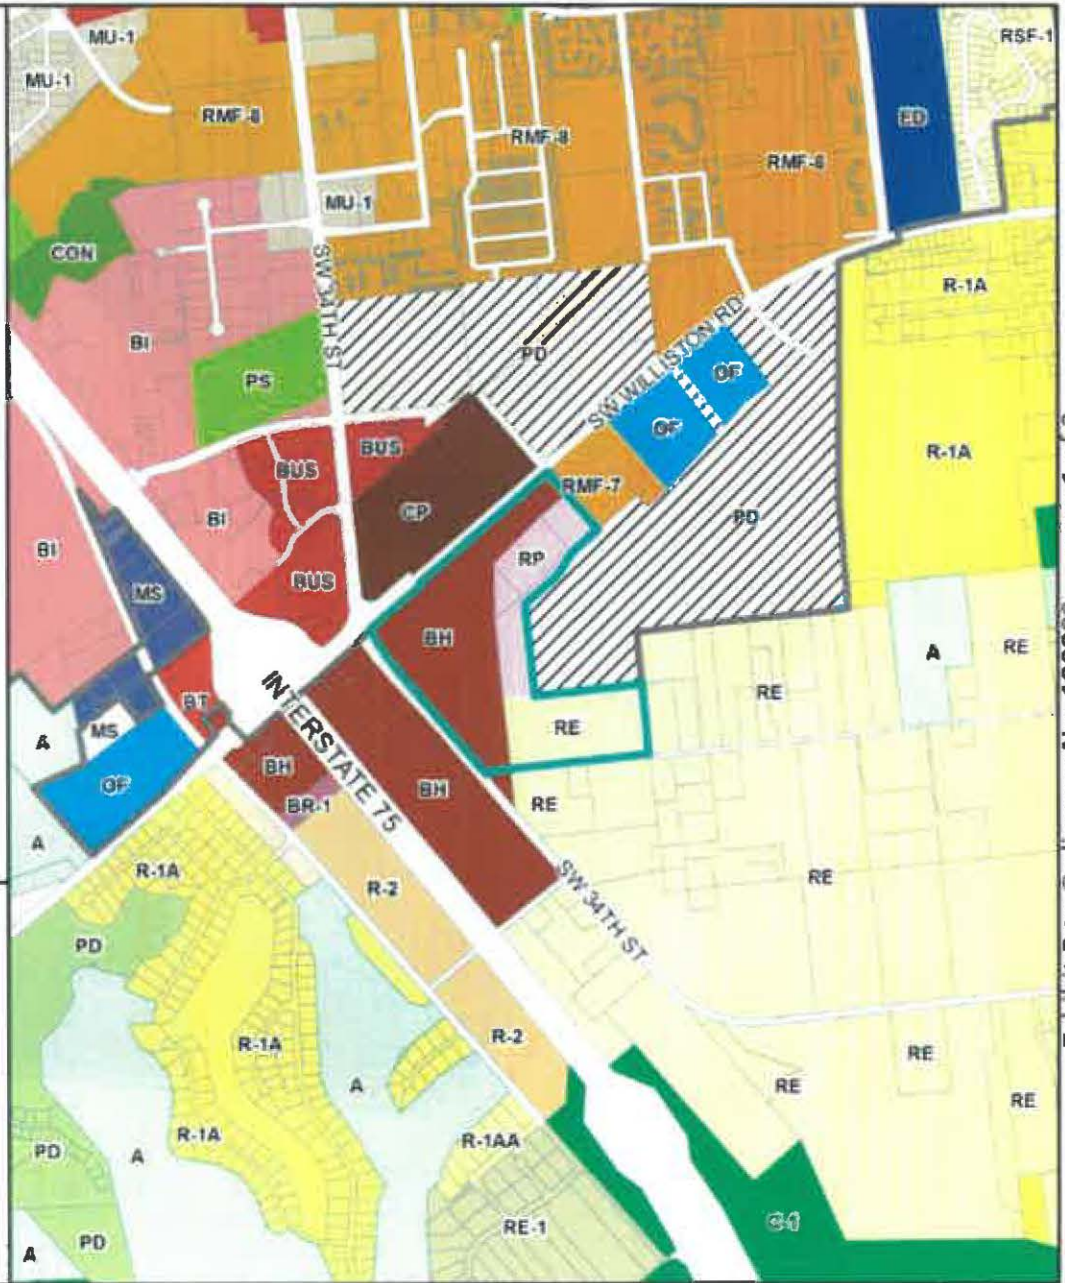 MU-1
RSF-1
MU-1
RMF-8
ED
RMF-8
RMF-6
MU-1
CON
SW 34TH ST
R-1A
BI
PD
SW WILLISTON RD
PS
OF
OF
BUS
BUS
R-1A
RMF-7
CP
BI
PD
BI
RP
BUS
MS
BH
RE
A
RE
BT
INTERSTATE 75
RE
MS
A
BH
OF
BH
BR-1
RE
A
R-1A
R-2
RE
SW 34TH ST
PD
R-2
R-1A
RE
A
RE
RE
R-1A
R-1AA
PD
A
C-1
RE-1
PD
A